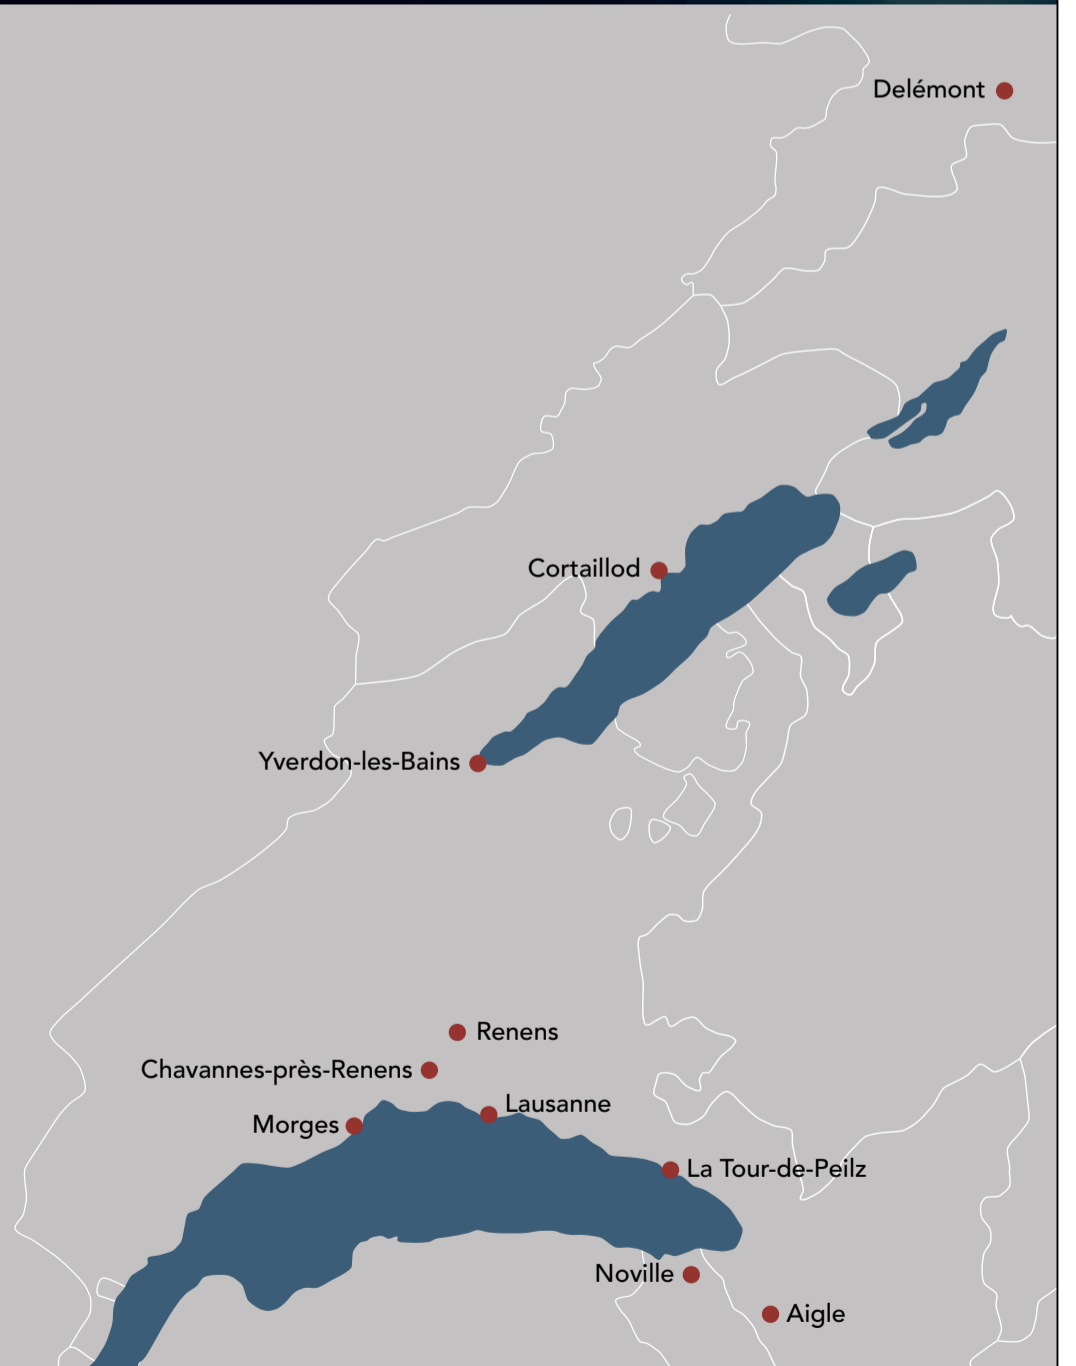 Delémont
Cortaillod
Yverdon-les-Bains
Renens
Chavannes-près-Renens
Lausanne
Morges
La Tour-de-Peilz
Noville
Aigle